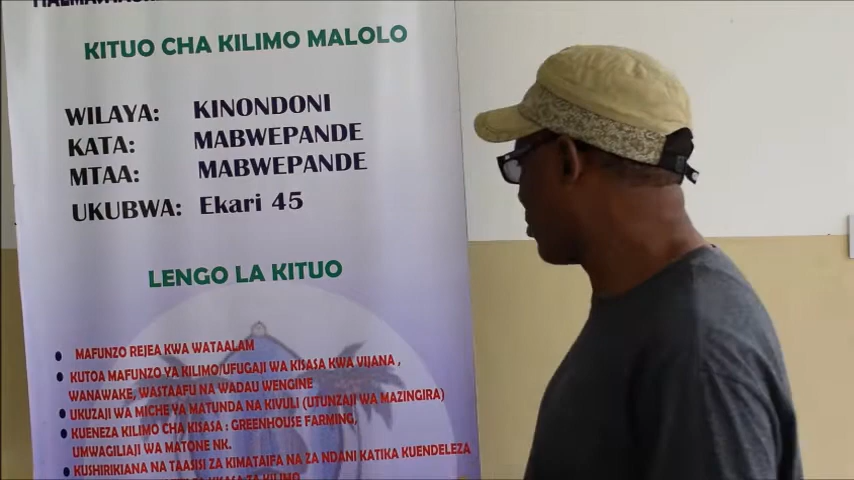 KITUO CHA KILIMO MALOLO
WILAYA: KINONDONI
KATA: MABWEPANDE
MTAA: MABWEPANDE
UKUBWA: EKari 45
LENGO LA KITUO
MAFUNZO REJEA KWA WATAALAM
KUTOA MAFUNZO YA KILIMO/UFUGAJI WA KISASA KWA VIJANA ,
WANAWAKE, WASTAAFU NA WADAU WENGINE
UKUZAJI WA MICHE YA MATUNDA NA KIVULI (UTUNZAJI WA MAZINGIRA)
KUENEZA KILIMO CHA KISASA : GREENHOUSE FARMING,
UMWAGILIAJI WA MATONE NK.
KUSHIRIKIANA NA TAASISI ZA KIMATAIFA NA ZA NDANI KATIKA KUENDELEZA